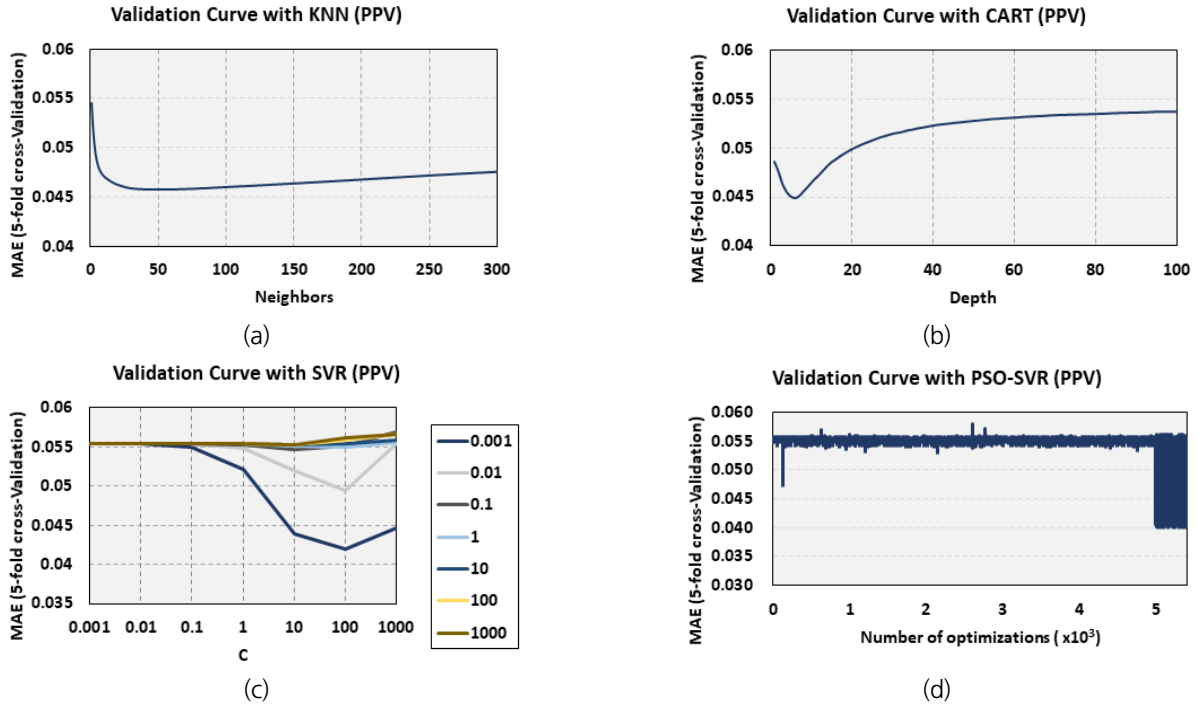 Validation Curve with KNN (PPV)
MAE (5-fold cross-Validation)
0.06
0.055
0.05
0.045
0.04
0 50 100 150 200 250 300
Neighbors
(a)
Validation Curve with CART (PPV)
MAE (5-fold cross-Validation)
0.06
0.055
0.05
0.045
0.04
0 20 40 60 80 100
Depth
(b)
Validation Curve with SVR (PPV)
MAE (5-fold cross-Validation)
0.06
0.055
0.05
0.045
0.04
0.035
0.001 0.01 0.1 1 10 100 1000
C
0.001
0.01
0.1
1
10
100
1000
(c)
Validation Curve with PSO-SVR (PPV)
MAE (5-fold cross-Validation)
0.060
0.055
0.050
0.045
0.040
0.035
0.030
0 1 2 3 4 5
Number of optimizations ( x10³)
(d)